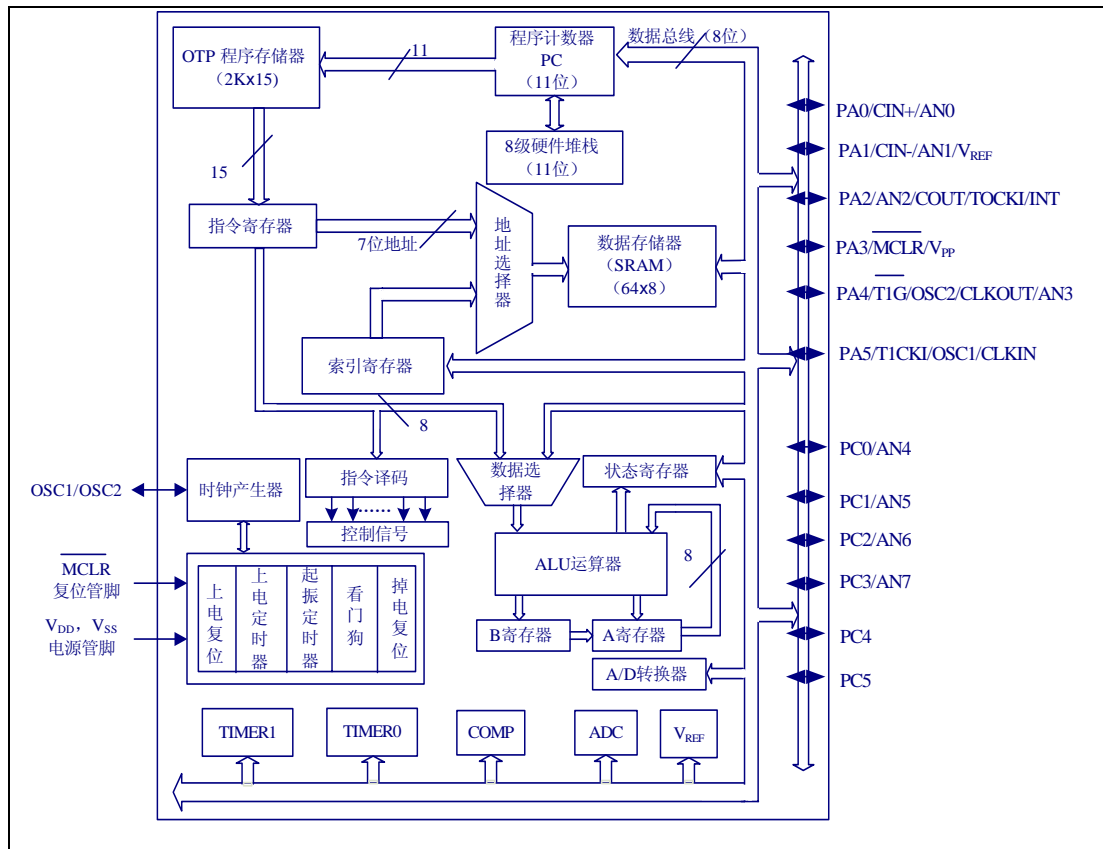 OTP 程序存储器
（2Kx15）
11
程序计数器
PC
（11位）
数据总线（8位）
8级硬件堆栈
（11位）
15
指令寄存器
7位地址
地址选择器
数据存储器
（SRAM）
（64x8）
索引寄存器
8
OSC1/OSC2
时钟产生器
指令译码
……
控制信号
数据选
择器
状态寄存器
ALU运算器
8
B寄存器
A寄存器
A/D转换器
MCLR
复位管脚
VDD，VSS
电源管脚
上电复位
上电定时器
起振定时器
看门狗
掉电复位
TIMER1
TIMER0
COMP
ADC
VREF
PA0/CIN+/AN0
PA1/CIN-/AN1/VREF
PA2/AN2/COUT/TOCKI/INT
PA3/MCLR/VPP
PA4/T1G/OSC2/CLKOUT/AN3
PA5/T1CKI/OSC1/CLKIN
PC0/AN4
PC1/AN5
PC2/AN6
PC3/AN7
PC4
PC5